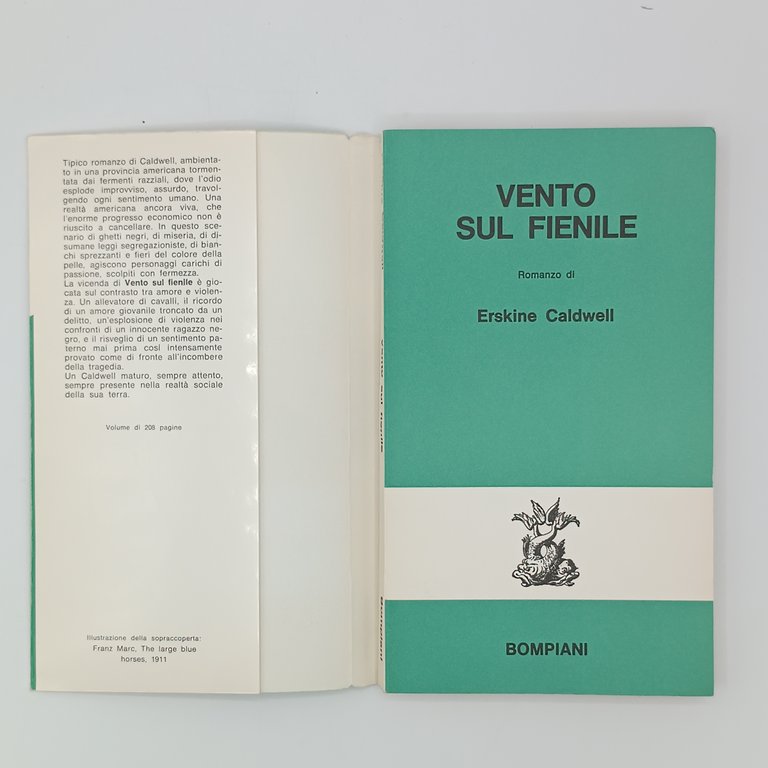 Tipico romanzo di Caldwell, ambienta-
to in una provincia americana tormen-
tata dai fermenti razziali, dove l'odio
esplode improvviso, assurdo, travol-
gendo ogni sentimento umano. Una
realtà americana ancora viva, che
l'enorme progresso economico non è
riuscito a cancellare. In questo sce-
nario di ghetti negri, di miseria, di di-
sumane leggi segregazioniste, di bian-
chi sprezzanti e fieri del colore della
pelle, agiscono personaggi carichi di
passione, scolpiti con fermezza.
La vicenda di Vento sul fienile è gio-
cata sul contrasto tra amore e violen-
za. Un allevatore di cavalli, il ricordo
di un amore giovanile troncato da un
delitto, un'esplosione di violenza nei
confronti di un innocente ragazzo ne-
gro, e il risveglio di un sentimento pa-
terno mai prima così intensamente
provato come di fronte all'incombere
della tragedia.
Un Caldwell maturo, sempre attento,
sempre presente nella realtà sociale
della sua terra.
Volume di 208 pagine
Illustrazione della sopraccoperta:
Franz Marc, The large blue
horses, 1911
Vento sul fienile
Bompiani
VENTO
SUL FIENILE
Romanzo di
Erskine Caldwell
BOMPIANI